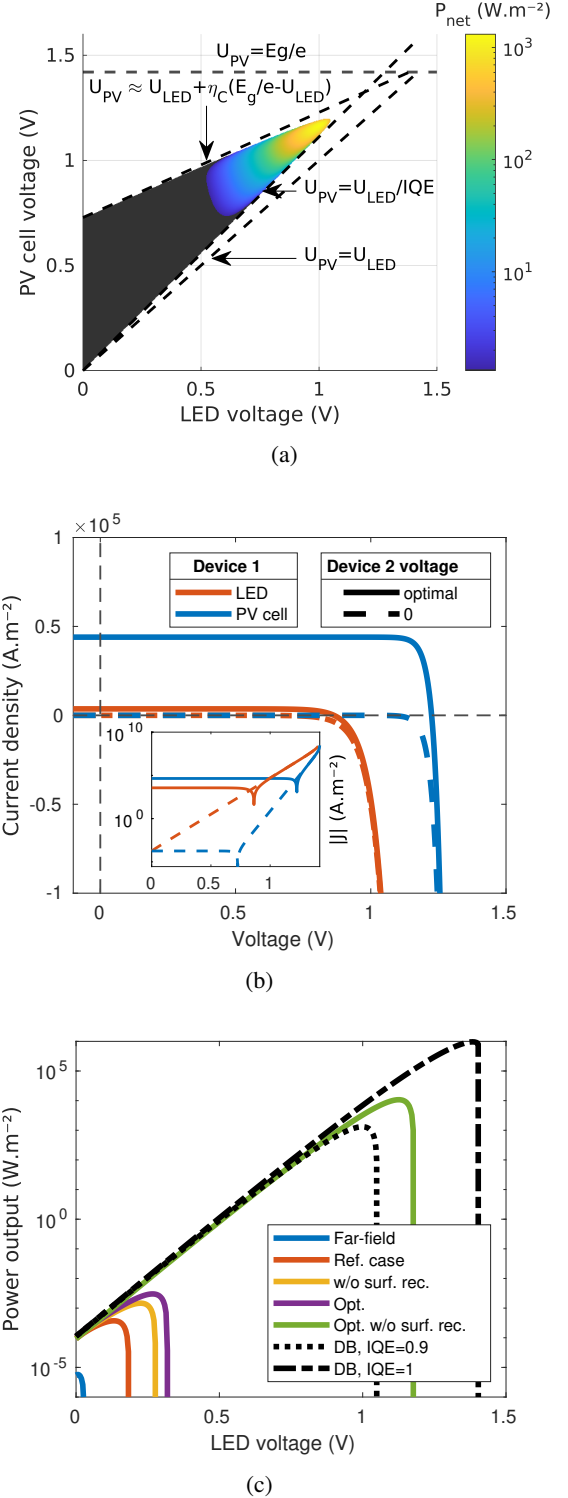 P_net (W.m⁻²)
U_PV=Eg/e
U_PV ≈ U_LED+η_C(E_g/e-U_LED)
U_PV=U_LED/IQE
U_PV=U_LED
1.5
1
0.5
0
PV cell voltage (V)
0
0.5
1
1.5
LED voltage (V)
10³
10²
10¹
(a)
×10⁵
1
0.5
0
-0.5
-1
Current density (A.m⁻²)
Device 1
LED
PV cell
Device 2 voltage
optimal
0
10¹⁰
10⁰
0
0.5
1
|J| (A.m⁻²)
0
0.5
1
1.5
Voltage (V)
(b)
10⁵
10⁰
10⁻⁵
Power output (W.m⁻²)
Far-field
Ref. case
w/o surf. rec.
Opt.
Opt. w/o surf. rec.
DB, IQE=0.9
DB, IQE=1
0
0.5
1
1.5
LED voltage (V)
(c)